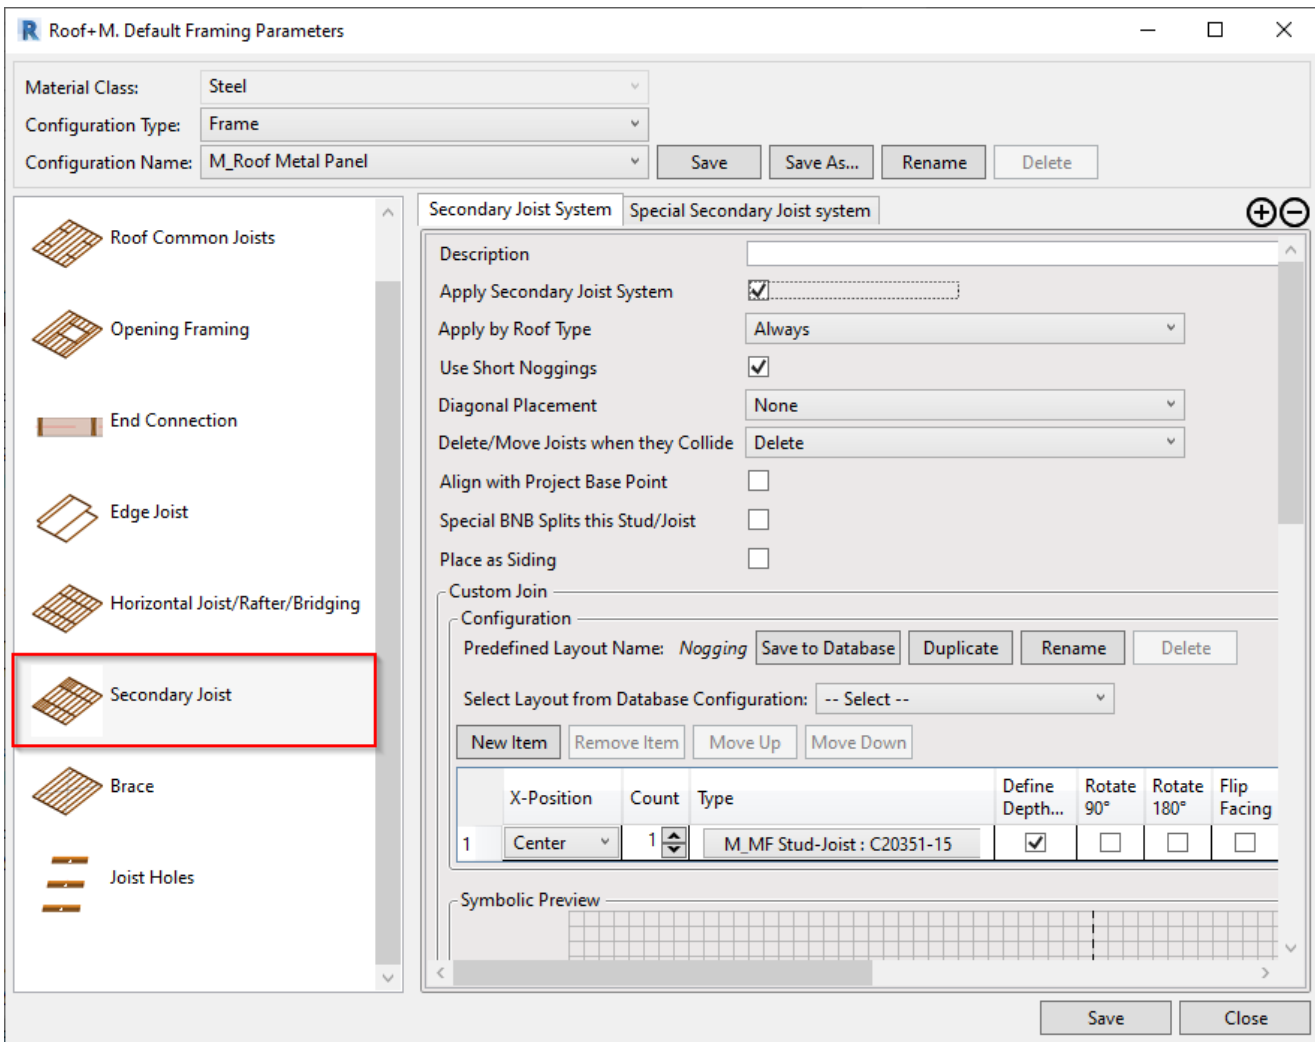 Roof+M. Default Framing Parameters
Material Class: Steel
Configuration Type: Frame
Configuration Name: M_Roof Metal Panel Save Save As... Rename Delete
Roof Common Joists
Opening Framing
End Connection
Edge Joist
Horizontal Joist/Rafter/Bridging
Secondary Joist
Brace
Joist Holes
Secondary Joist System Special Secondary Joist system
Description
Apply Secondary Joist System
Apply by Roof Type Always
Use Short Noggings
Diagonal Placement None
Delete/Move Joists when they Collide Delete
Align with Project Base Point
Special BNB Splits this Stud/Joist
Place as Siding
Custom Join
Configuration
Predefined Layout Name: Nogging Save to Database Duplicate Rename Delete
Select Layout from Database Configuration: -- Select --
New Item Remove Item Move Up Move Down
X-Position Count Type Define Depth... Rotate 90° Rotate 180° Flip Facing
1 Center 1 M_MF Stud-Joist : C20351-15
Symbolic Preview
Save Close